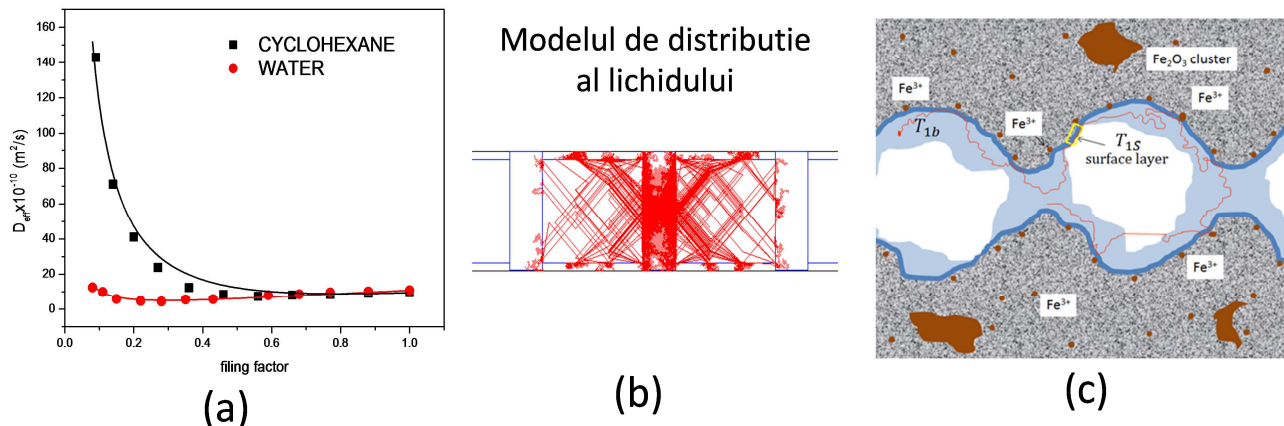 160
140
120
100
80
60
40
20
0
D_eff x10^-10 (m^2/s)
CYCLOHEXANE
WATER
0.0 0.2 0.4 0.6 0.8 1.0
filing factor
(a)
Modelul de distributie
al lichidului
(b)
Fe₂O₃ cluster
Fe³⁺
Fe³⁺
Fe³⁺
T₁b
T₁S
surface layer
Fe³⁺
Fe³⁺
(c)